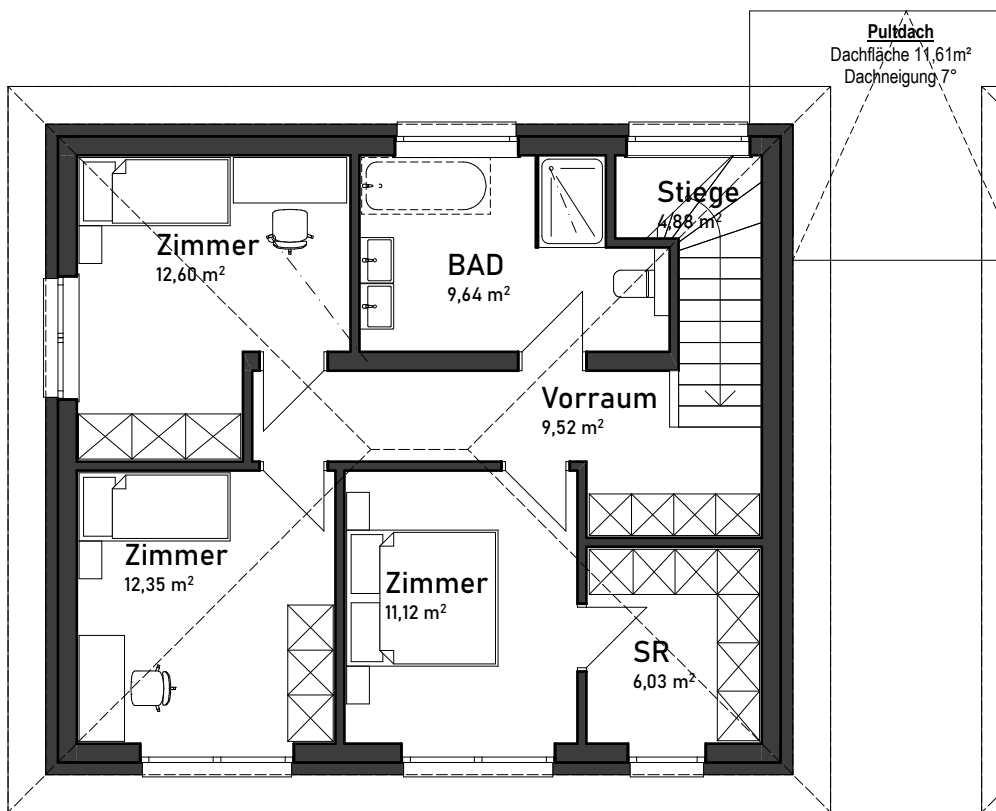 Pultdach
Dachfläche 11,61m²
Dachneigung 7°
Stiege
4,88 m²
Zimmer
12,60 m²
BAD
9,64 m²
Vorraum
9,52 m²
Zimmer
12,35 m²
Zimmer
11,12 m²
SR
6,03 m²